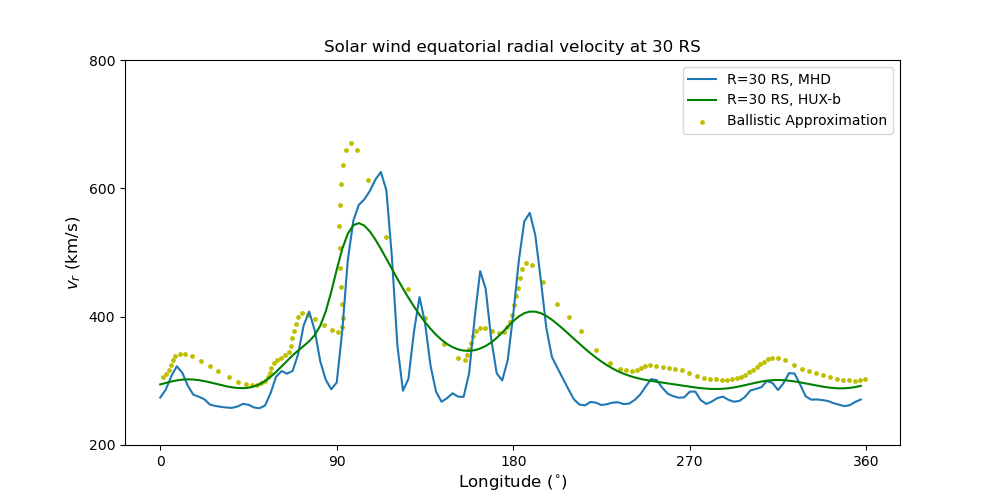 Solar wind equatorial radial velocity at 30 RS
R=30 RS, MHD
R=30 RS, HUX-b
Ballistic Approximation
800
600
400
200
v_r (km/s)
0 90 180 270 360
Longitude (°)